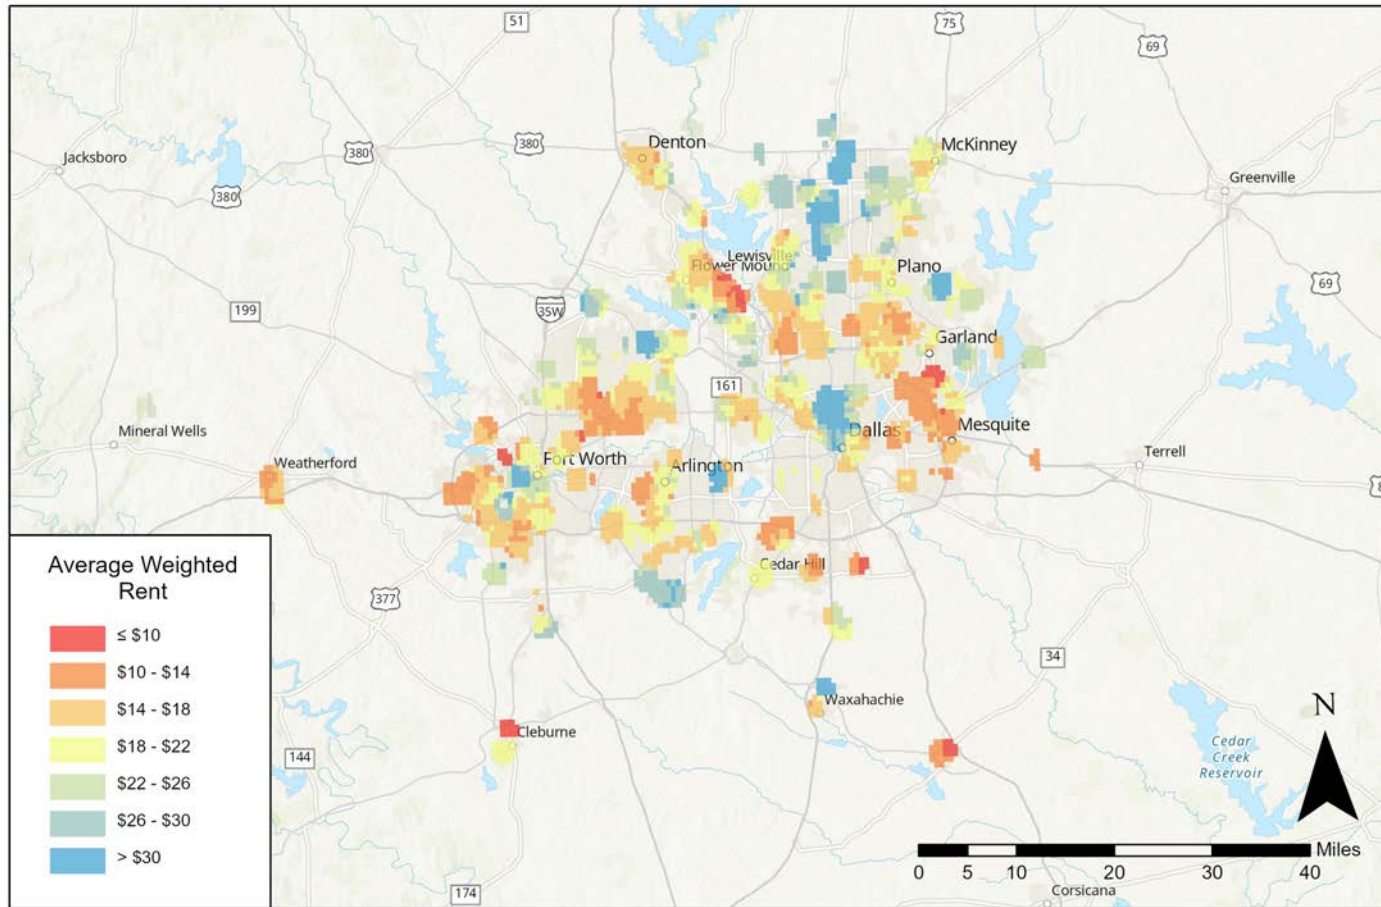 51
75
69
Denton
380
380
McKinney
Jacksboro
380
Greenville
Lewisville
Flower Mound
Plano
69
199
35W
Garland
161
Mineral Wells
Dallas
Mesquite
Weatherford
Fort Worth
Arlington
Terrell
8
Average Weighted
Rent
≤ $10
$10 - $14
$14 - $18
$18 - $22
$22 - $26
$26 - $30
> $30
Cedar Hill
377
34
Waxahachie
N
Cleburne
144
Cedar
Creek
Reservoir
Miles
0 5 10 20 30 40
174
Corsicana